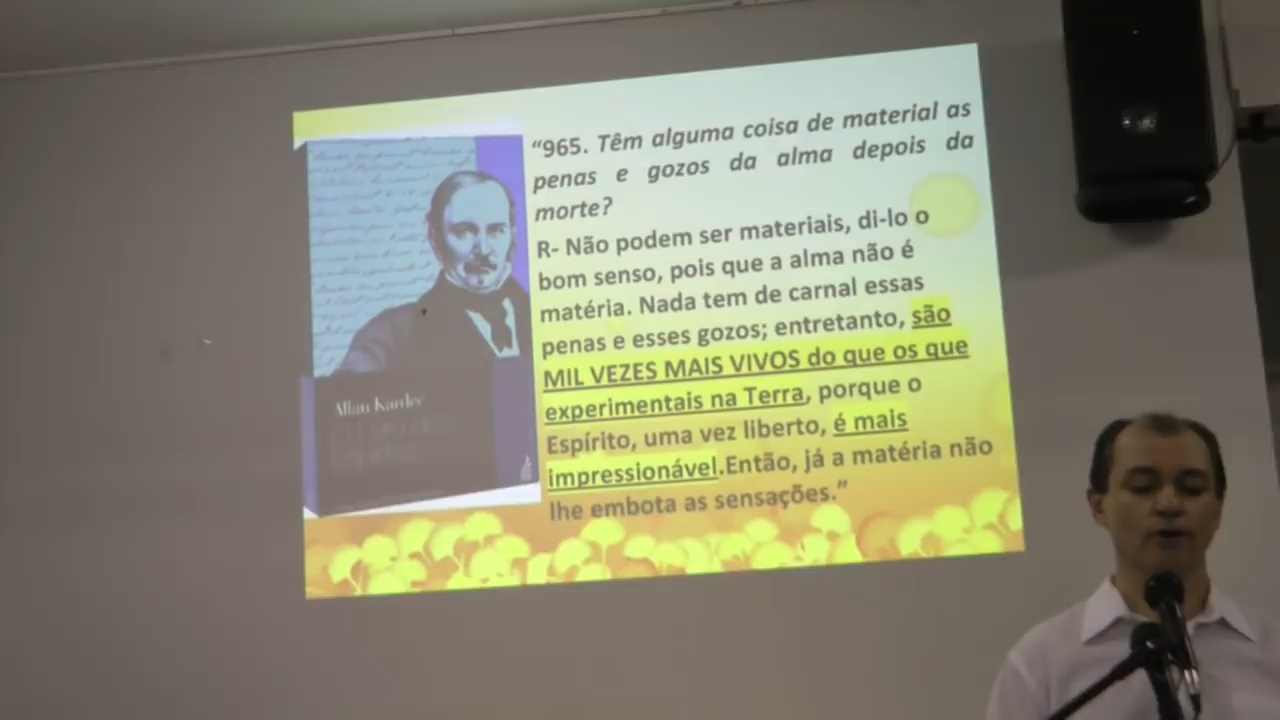 “965. Têm alguma coisa de material as
penas e gozos da alma depois da
morte?
R- Não podem ser materiais, di-lo o
bom senso, pois que a alma não é
matéria. Nada tem de carnal essas
penas e esses gozos; entretanto, são
MIL VEZES MAIS VIVOS do que os que
experimentais na Terra, porque o
Espírito, uma vez liberto, é mais
impressionável.Então, já a matéria não
lhe embota as sensações.”
Allan Kardec